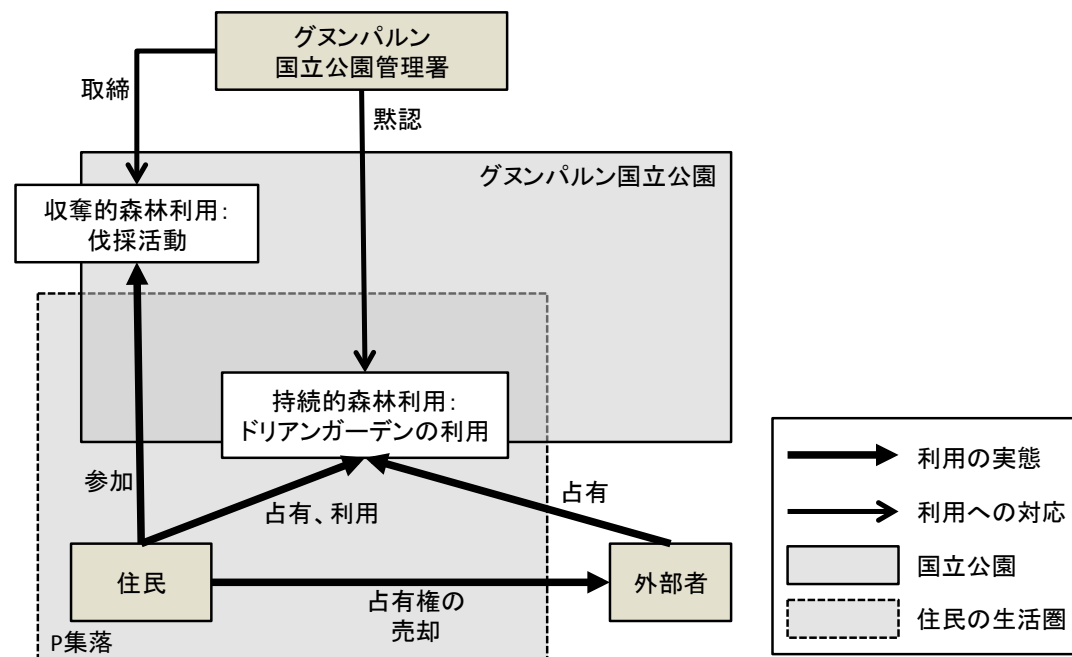 グヌンパルン
国立公園管理署
取締
黙認
グヌンパルン国立公園
収奪的森林利用:
伐採活動
持続的森林利用:
ドリアンガーデンの利用
参加
占有、利用
占有
住民
占有権の
売却
外部者
P集落
利用の実態
利用への対応
国立公園
住民の生活圏